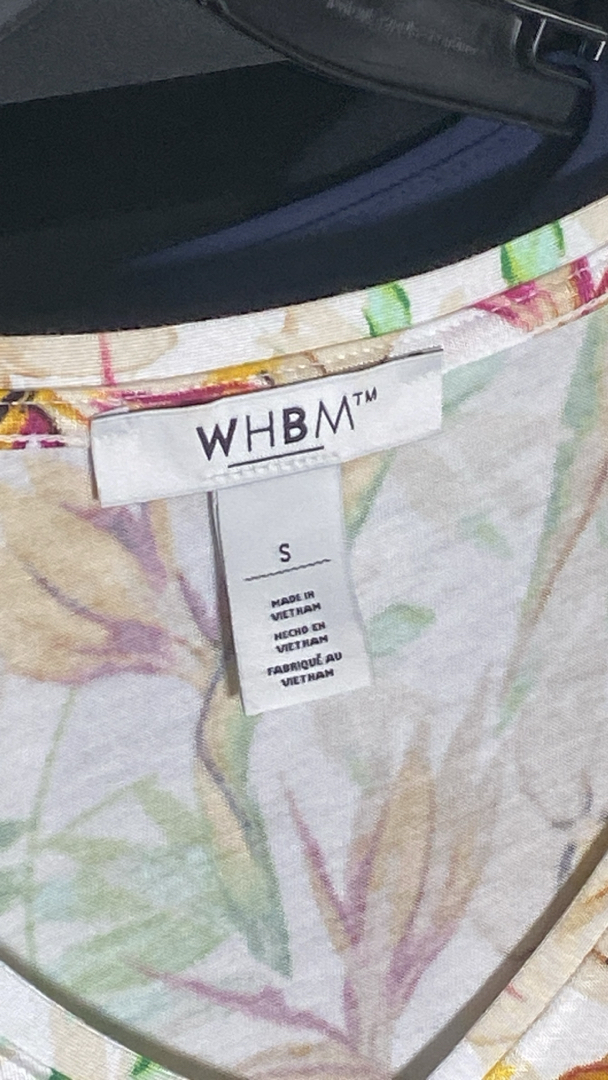 WHBM™
S
MADE IN
VIETNAM
HECHO EN
VIETNAM
FABRIQUÉ AU
VIETNAM